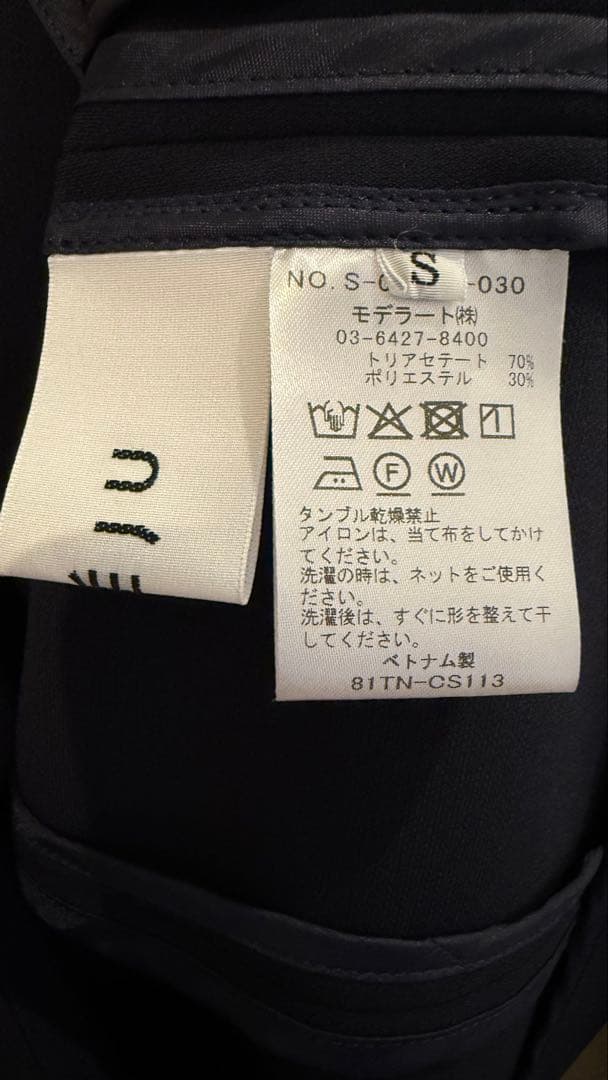 S
NO. S-0 -030
モデラート㈱
03-6427-8400
トリアセテート 70%
ポリエステル 30%
F W
タンブル乾燥禁止
アイロンは、当て布をしてかけ
てください。
洗濯の時は、ネットをご使用く
ださい。
洗濯後は、すぐに形を整えて干
してください。
ベトナム製
81TN-CS113